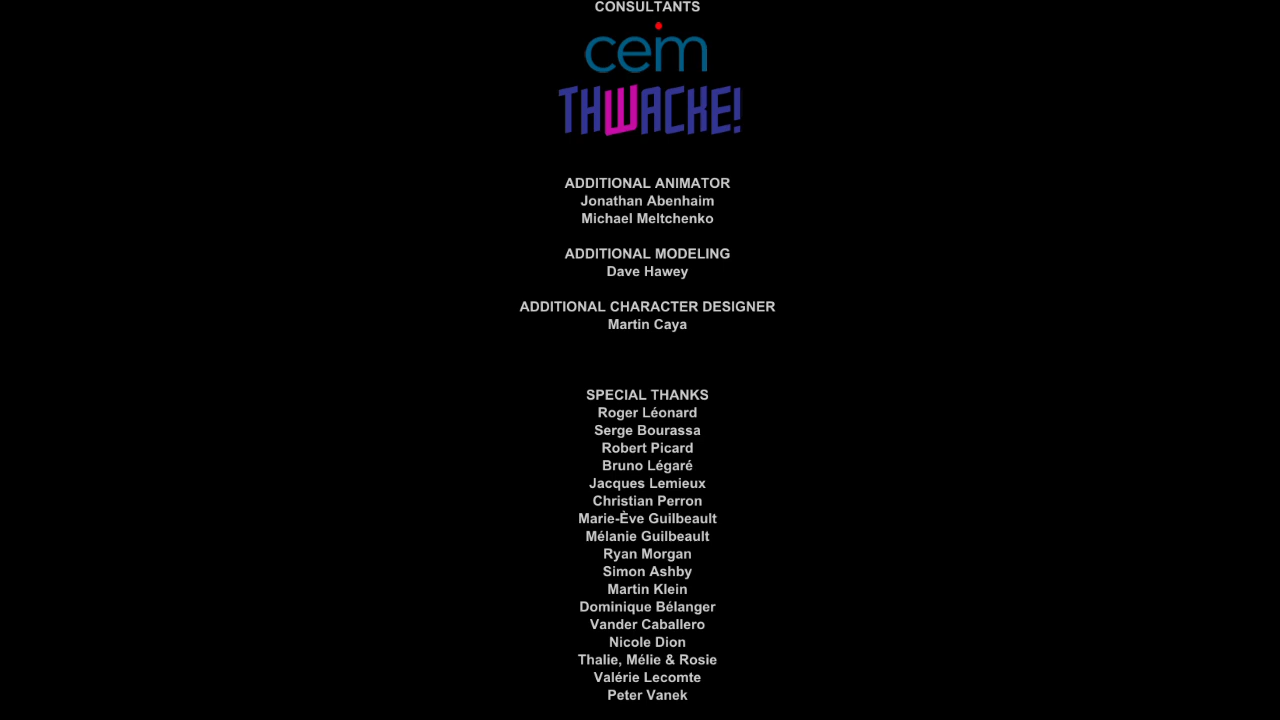 CONSULTANTS
ceim
THWACKE!
ADDITIONAL ANIMATOR
Jonathan Abenhaim
Michael Meltchenko
ADDITIONAL MODELING
Dave Hawey
ADDITIONAL CHARACTER DESIGNER
Martin Caya
SPECIAL THANKS
Roger Léonard
Serge Bourassa
Robert Picard
Bruno Légaré
Jacques Lemieux
Christian Perron
Marie-Ève Guilbeault
Mélanie Guilbeault
Ryan Morgan
Simon Ashby
Martin Klein
Dominique Bélanger
Vander Caballero
Nicole Dion
Thalie, Mélie & Rosie
Valérie Lecomte
Peter Vanek